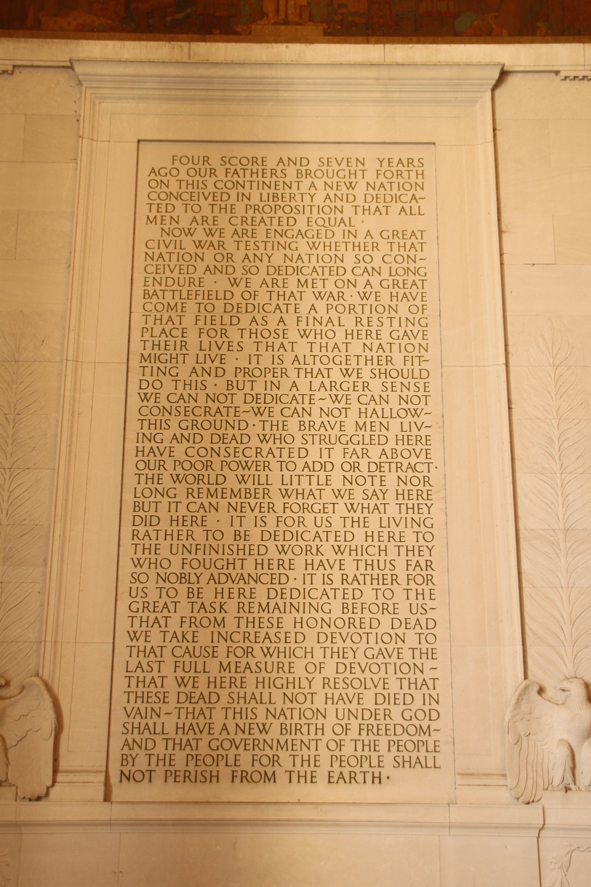 FOUR SCORE AND SEVEN YEARS
AGO OUR FATHERS BROUGHT FORTH
ON THIS CONTINENT A NEW NATION
CONCEIVED IN LIBERTY AND DEDICA~
TED TO THE PROPOSITION THAT ALL
MEN ARE CREATED EQUAL ·
NOW WE ARE ENGAGED IN A GREAT
CIVIL WAR TESTING WHETHER THAT
NATION OR ANY NATION SO CON~
CEIVED AND SO DEDICATED CAN LONG
ENDURE · WE ARE MET ON A GREAT
BATTLEFIELD OF THAT WAR · WE HAVE
COME TO DEDICATE A PORTION OF
THAT FIELD AS A FINAL RESTING
PLACE FOR THOSE WHO HERE GAVE
THEIR LIVES THAT THAT NATION
MIGHT LIVE · IT IS ALTOGETHER FIT~
TING AND PROPER THAT WE SHOULD
DO THIS · BUT IN A LARGER SENSE
WE CAN NOT DEDICATE~WE CAN NOT
CONSECRATE~WE CAN NOT HALLOW~
THIS GROUND · THE BRAVE MEN LIV~
ING AND DEAD WHO STRUGGLED HERE
HAVE CONSECRATED IT FAR ABOVE
OUR POOR POWER TO ADD OR DETRACT ·
THE WORLD WILL LITTLE NOTE NOR
LONG REMEMBER WHAT WE SAY HERE
BUT IT CAN NEVER FORGET WHAT THEY
DID HERE · IT IS FOR US THE LIVING
RATHER TO BE DEDICATED HERE TO
THE UNFINISHED WORK WHICH THEY
WHO FOUGHT HERE HAVE THUS FAR
SO NOBLY ADVANCED · IT IS RATHER FOR
US TO BE HERE DEDICATED TO THE
GREAT TASK REMAINING BEFORE US~
THAT FROM THESE HONORED DEAD
WE TAKE INCREASED DEVOTION TO
THAT CAUSE FOR WHICH THEY GAVE THE
LAST FULL MEASURE OF DEVOTION~
THAT WE HERE HIGHLY RESOLVE THAT
THESE DEAD SHALL NOT HAVE DIED IN
VAIN~THAT THIS NATION UNDER GOD
SHALL HAVE A NEW BIRTH OF FREEDOM~
AND THAT GOVERNMENT OF THE PEOPLE
BY THE PEOPLE FOR THE PEOPLE SHALL
NOT PERISH FROM THE EARTH ·